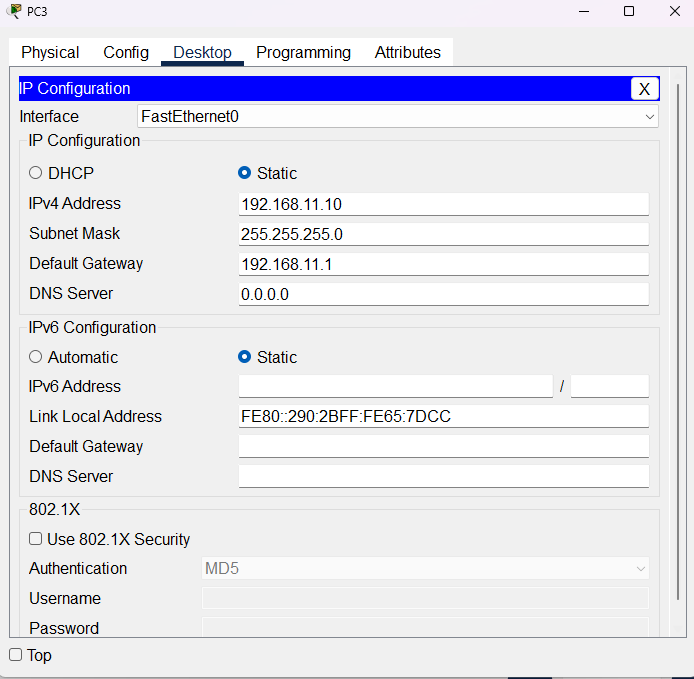 PC3
Physical Config Desktop Programming Attributes
IP Configuration X
Interface FastEthernet0
IP Configuration
DHCP Static
IPv4 Address 192.168.11.10
Subnet Mask 255.255.255.0
Default Gateway 192.168.11.1
DNS Server 0.0.0.0
IPv6 Configuration
Automatic Static
IPv6 Address /
Link Local Address FE80::290:2BFF:FE65:7DCC
Default Gateway
DNS Server
802.1X
Use 802.1X Security
Authentication MD5
Username
Password
Top